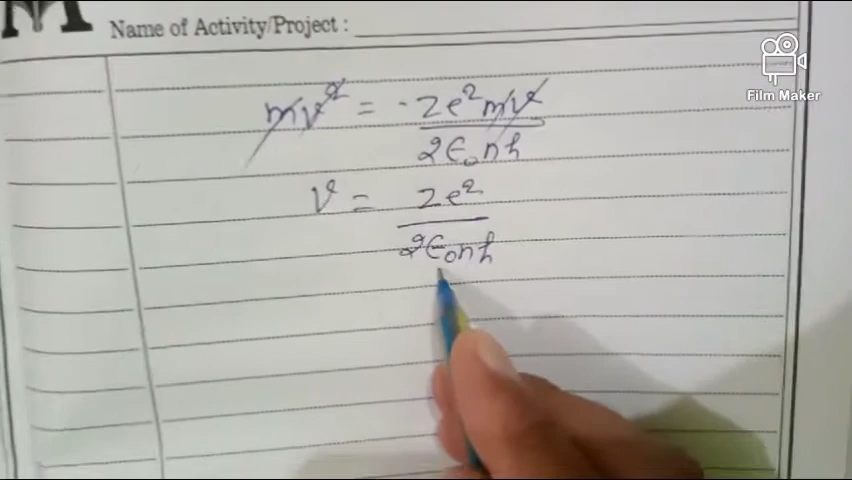 M
Name of Activity/Project :
Film Maker
mv² = - Ze²mv
2ϵ₀nh
v = Ze²
2ϵ₀nh